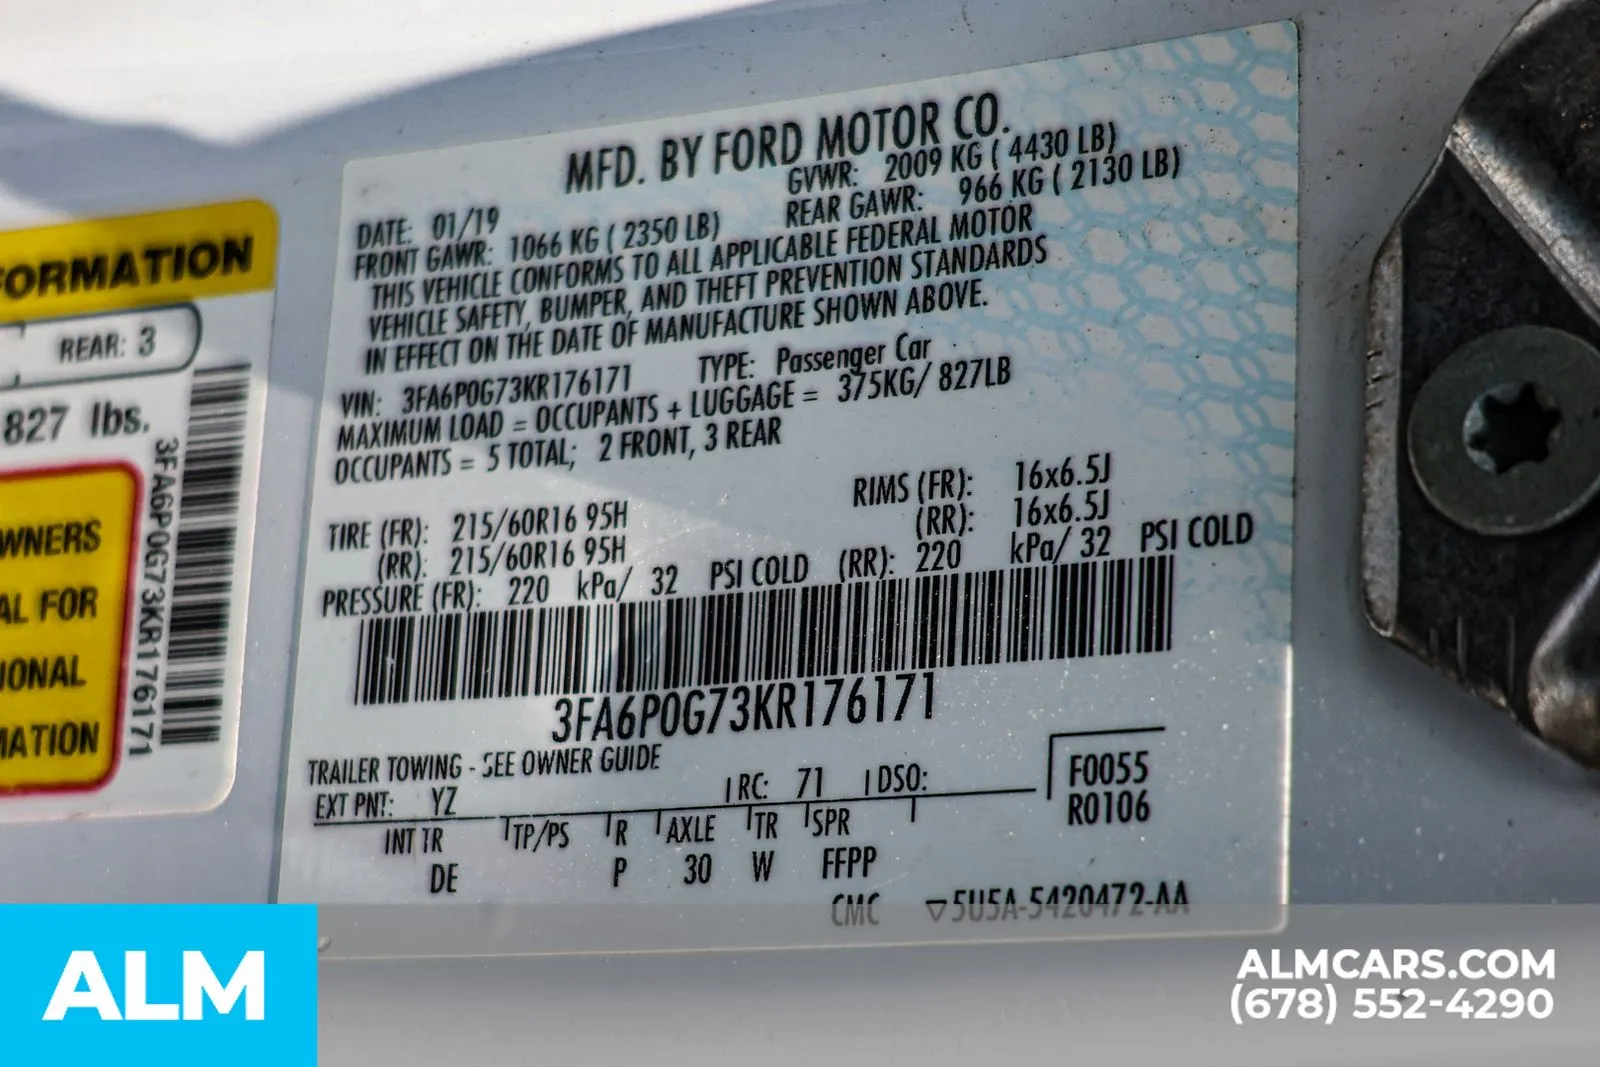 FORMATION
REAR: 3
827 lbs.
3FA6P0G73KR176171
WNERS
AL FOR
IONAL
MATION
MFD. BY FORD MOTOR CO.
DATE: 01/19 GVWR: 2009 KG ( 4430 LB)
FRONT GAWR: 1066 KG ( 2350 LB) REAR GAWR: 966 KG ( 2130 LB)
THIS VEHICLE CONFORMS TO ALL APPLICABLE FEDERAL MOTOR
VEHICLE SAFETY, BUMPER, AND THEFT PREVENTION STANDARDS
IN EFFECT ON THE DATE OF MANUFACTURE SHOWN ABOVE.
VIN: 3FA6P0G73KR176171 TYPE: Passenger Car
MAXIMUM LOAD = OCCUPANTS + LUGGAGE = 375KG/ 827LB
OCCUPANTS = 5 TOTAL; 2 FRONT, 3 REAR
TIRE (FR): 215/60R16 95H RIMS (FR): 16x6.5J
(RR): 215/60R16 95H (RR): 16x6.5J
PRESSURE (FR): 220 kPa/ 32 PSI COLD (RR): 220 kPa/ 32 PSI COLD
3FA6P0G73KR176171
TRAILER TOWING - SEE OWNER GUIDE
EXT PNT: YZ RC: 71 DSO: F0055
R0106
INT TR TP/PS R AXLE TR SPR
DE P 30 W FFPP
CMC ▽5U5A-5420472-AA
ALM
ALMCARS.COM
(678) 552-4290